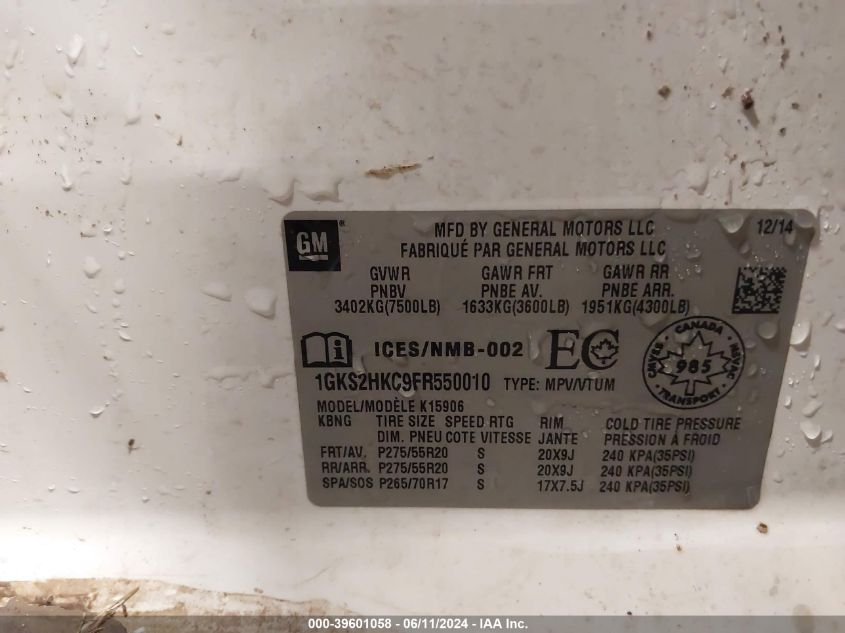 GM
MFD BY GENERAL MOTORS LLC 12/14
FABRIQUÉ PAR GENERAL MOTORS LLC
GVWR GAWR FRT GAWR RR
PNBV PNBE AV. PNBE ARR.
3402KG(7500LB) 1633KG(3600LB) 1951KG(4300LB)
ICES/NMB-002 EC
CANADA
SVMSC NSVAC
985
TRANSPORT
1GKS2HKC9FR550010 TYPE: MPV/VTUM
MODEL/MODÈLE K15906
KBNG TIRE SIZE SPEED RTG RIM COLD TIRE PRESSURE
DIM. PNEU COTE VITESSE JANTE PRESSION À FROID
FRT/AV. P275/55R20 S 20X9J 240 KPA(35PSI)
RR/ARR. P275/55R20 S 20X9J 240 KPA(35PSI)
SPA/SOS P265/70R17 S 17X7.5J 240 KPA(35PSI)
000-39601058 - 06/11/2024 - IAA Inc.